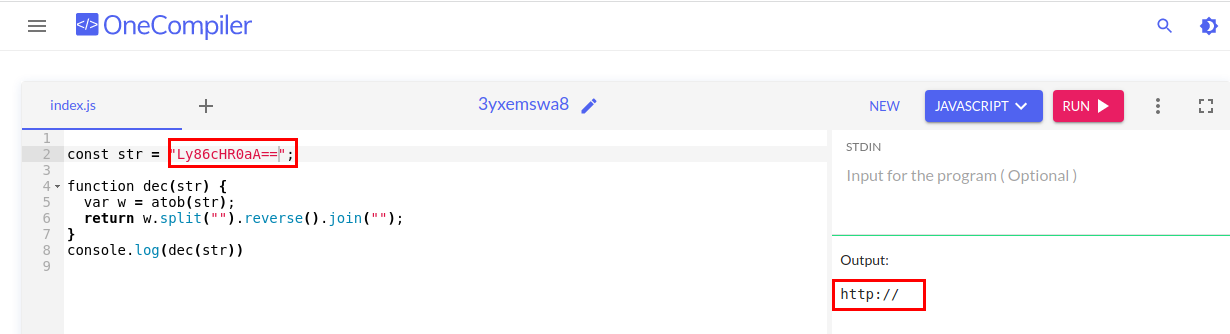 </> OneCompiler
index.js
+
3yxemswa8
NEW
JAVASCRIPT
RUN
1
2 const str = "Ly86cHR0aA==";
3
4 function dec(str) {
5 var w = atob(str);
6 return w.split("").reverse().join("");
7 }
8 console.log(dec(str))
9
STDIN
Input for the program ( Optional )
Output:
http://